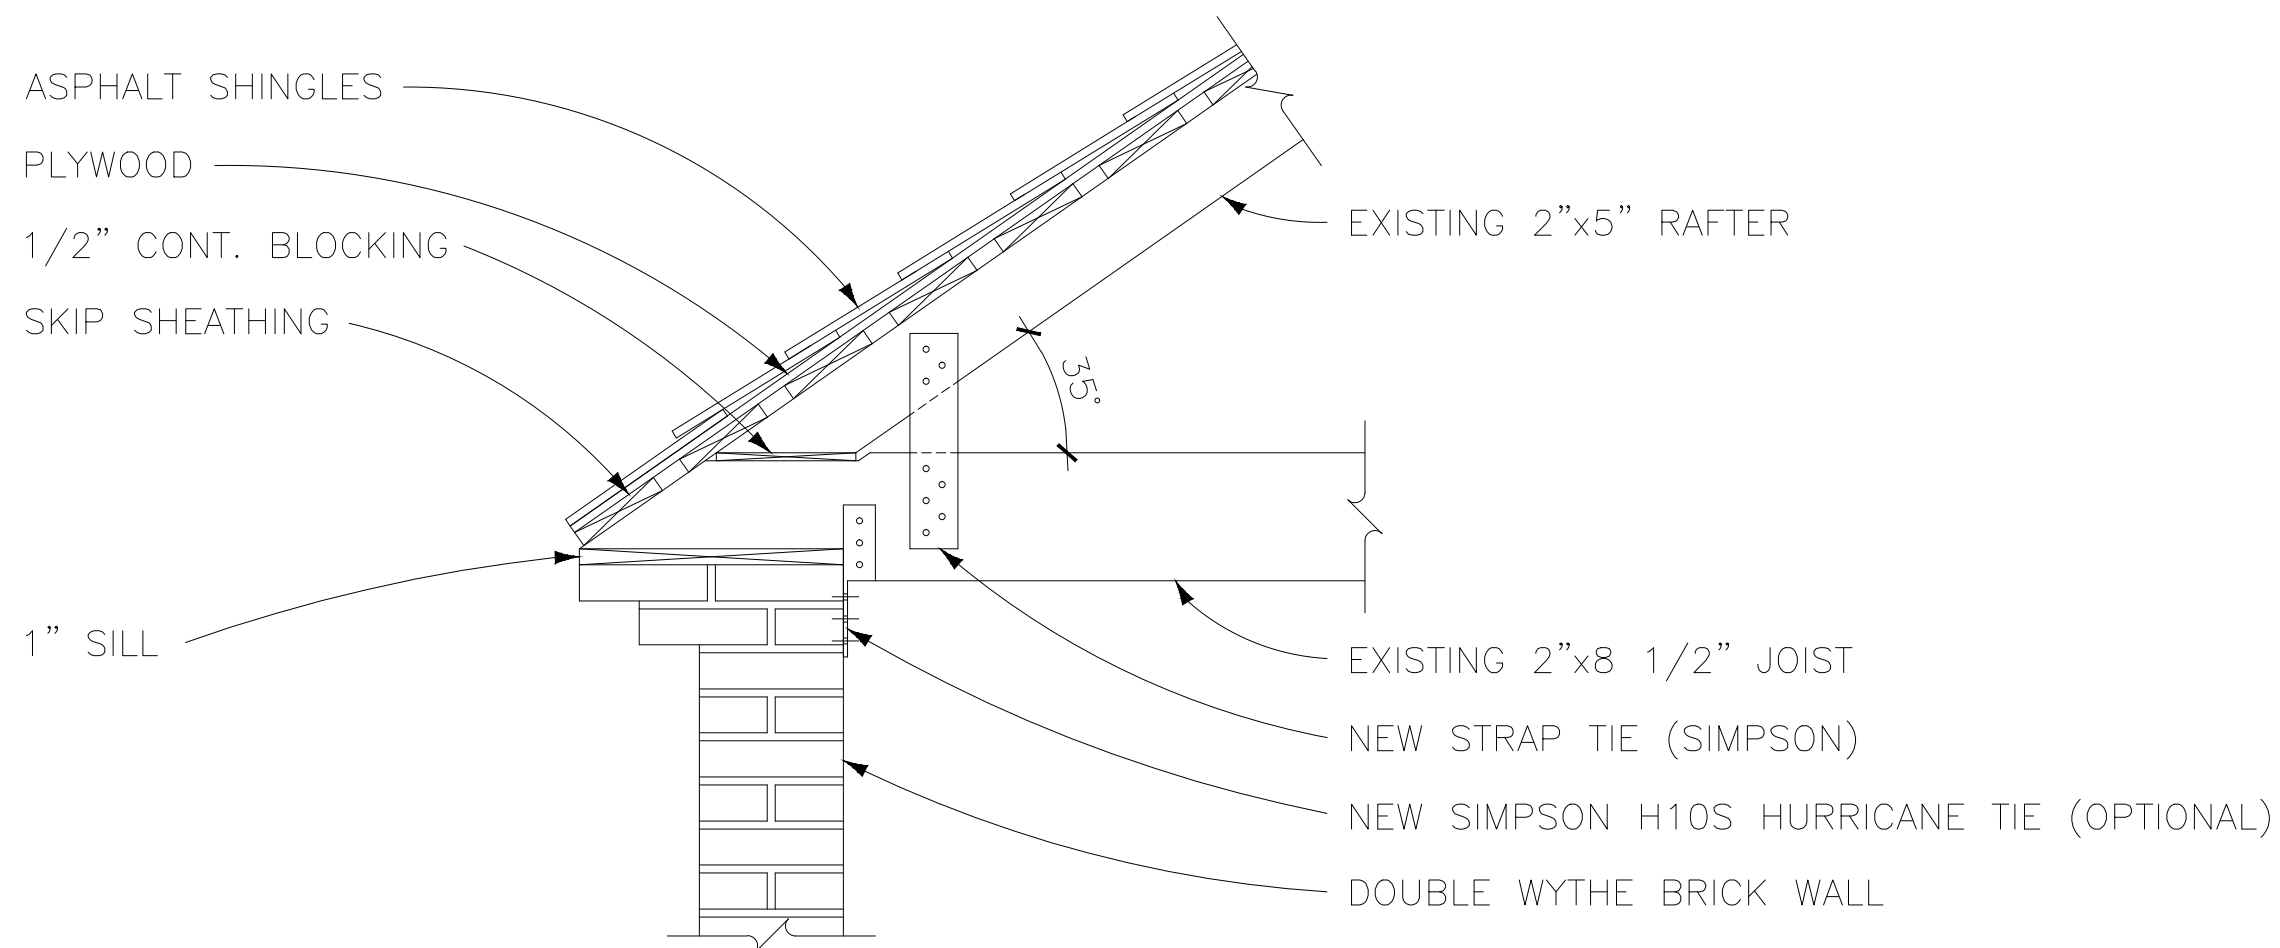 ASPHALT SHINGLES
PLYWOOD
1/2” CONT. BLOCKING
SKIP SHEATHING
1” SILL
35°
EXISTING 2”x5” RAFTER
EXISTING 2”x8 1/2” JOIST
NEW STRAP TIE (SIMPSON)
NEW SIMPSON H10S HURRICANE TIE (OPTIONAL)
DOUBLE WYTHE BRICK WALL